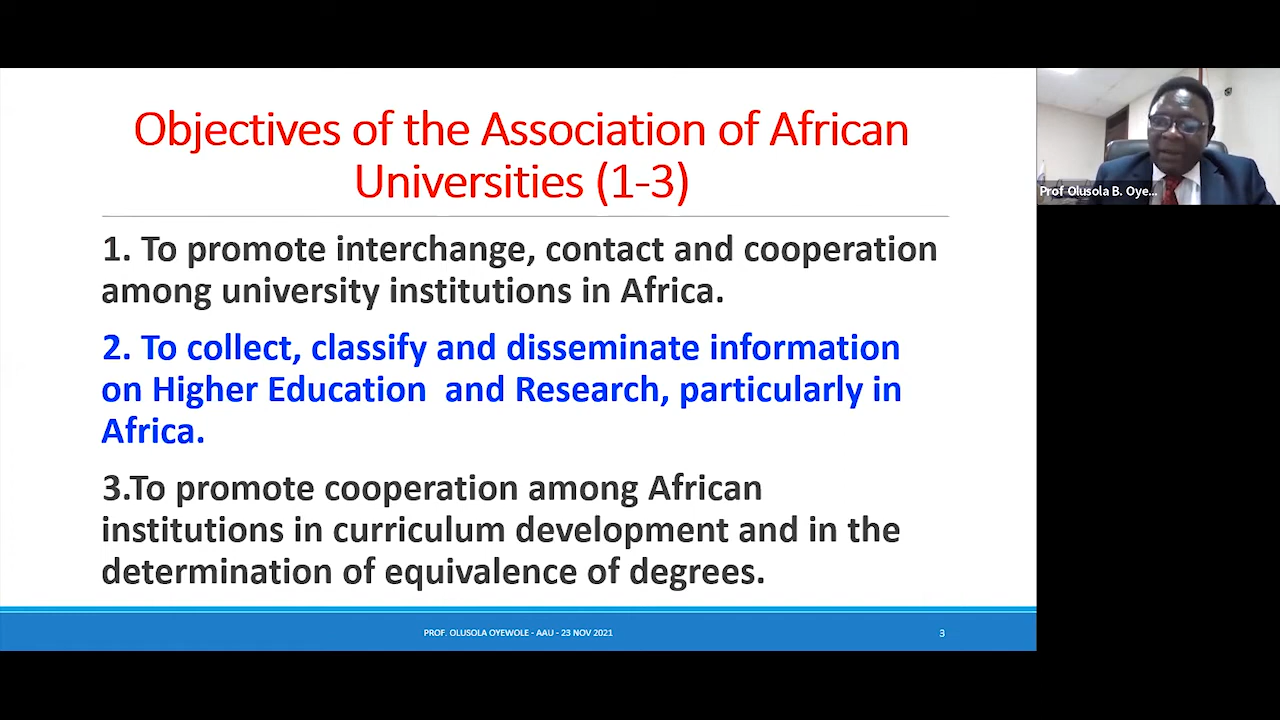 Objectives of the Association of African
Universities (1-3)
1. To promote interchange, contact and cooperation
among university institutions in Africa.
2. To collect, classify and disseminate information
on Higher Education  and Research, particularly in
Africa.
3.To promote cooperation among African
institutions in curriculum development and in the
determination of equivalence of degrees.
PROF. OLUSOLA OYEWOLE - AAU - 23 NOV 2021
3
Prof Olusola B. Oye...